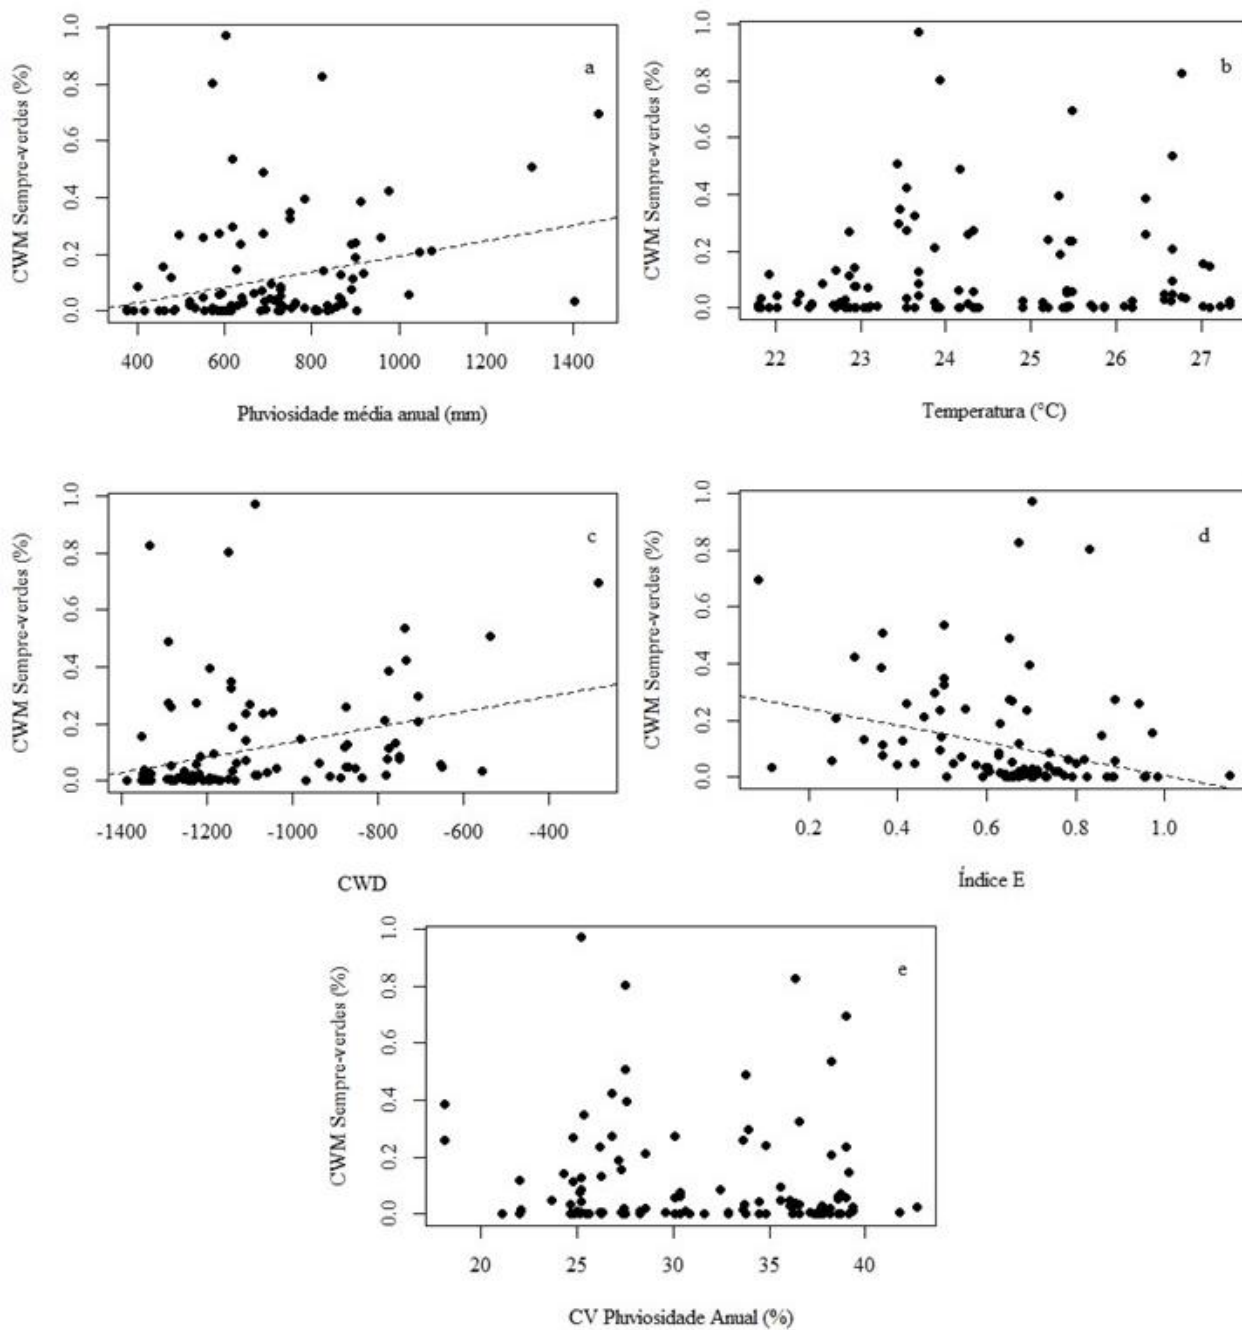 CWM Sempre-verdes (%)
0.0 0.2 0.4 0.6 0.8 1.0
a
400 600 800 1000 1200 1400
Pluviosidade média anual (mm)
CWM Sempre-verdes (%)
0.0 0.2 0.4 0.6 0.8 1.0
b
22 23 24 25 26 27
Temperatura (°C)
CWM Sempre-verdes (%)
0.0 0.2 0.4 0.6 0.8 1.0
c
-1400 -1200 -1000 -800 -600 -400
CWD
CWM Sempre-verdes (%)
0.0 0.2 0.4 0.6 0.8 1.0
d
0.2 0.4 0.6 0.8 1.0
Índice E
CWM Sempre-verdes (%)
0.0 0.2 0.4 0.6 0.8 1.0
e
20 25 30 35 40
CV Pluviosidade Anual (%)